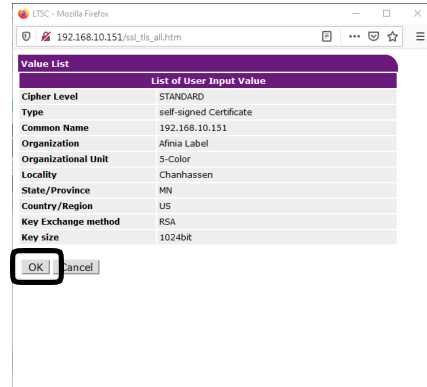 LT5C - Mozilla Firefox
192.168.10.151/ssl_tls_all.htm
Value List
List of User Input Value
Cipher Level STANDARD
Type self-signed Certificate
Common Name 192.168.10.151
Organization Afinia Label
Organizational Unit 5-Color
Locality Chanhassen
State/Province MN
Country/Region US
Key Exchange method RSA
Key size 1024bit
OK Cancel